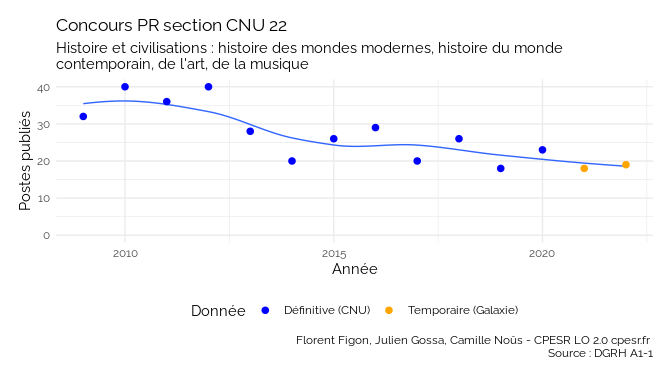 Concours PR section CNU 22
Histoire et civilisations : histoire des mondes modernes, histoire du monde
contemporain, de l'art, de la musique
Postes publiés
40
30
20
10
0
2010
2015
2020
Année
Donnée
Définitive (CNU)
Temporaire (Galaxie)
Florent Figon, Julien Gossa, Camille Noûs - CPESR LO 2.0 cpesr.fr
Source : DGRH A1-1